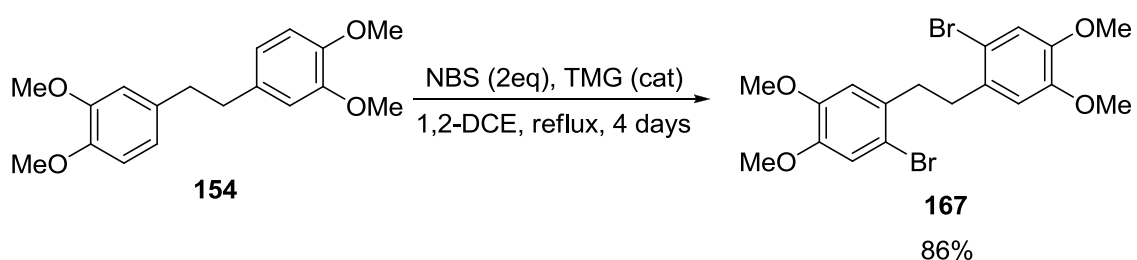 OMe
OMe
MeO
MeO
154
NBS (2eq), TMG (cat)
1,2-DCE, reflux, 4 days
Br
OMe
OMe
MeO
MeO
Br
167
86%